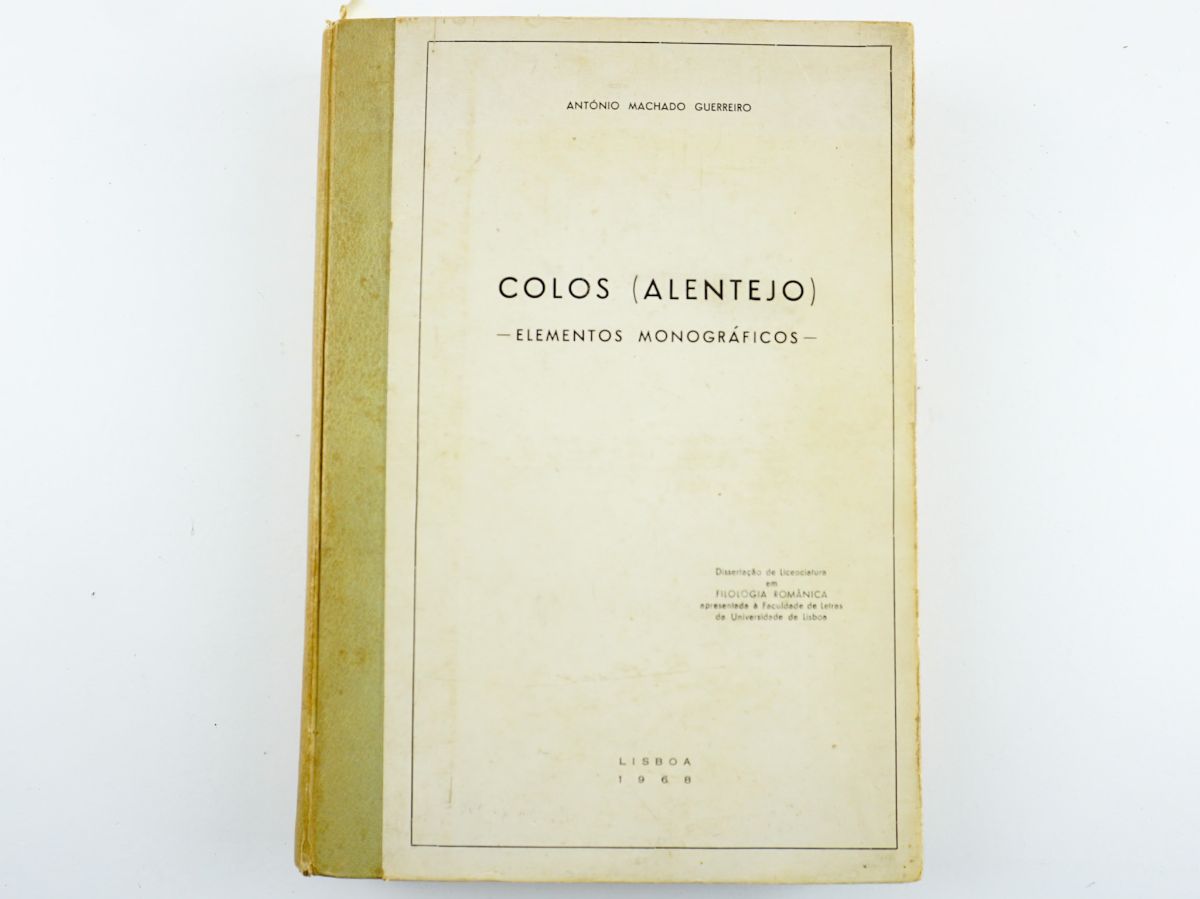 ANTÓNIO MACHADO GUERREIRO
COLOS (ALENTEJO)
— ELEMENTOS MONOGRÁFICOS —
Dissertação de Licenciatura
em
FILOLOGIA ROMÂNICA
apresentada à Faculdade de Letras
da Universidade de Lisboa
LISBOA
1968